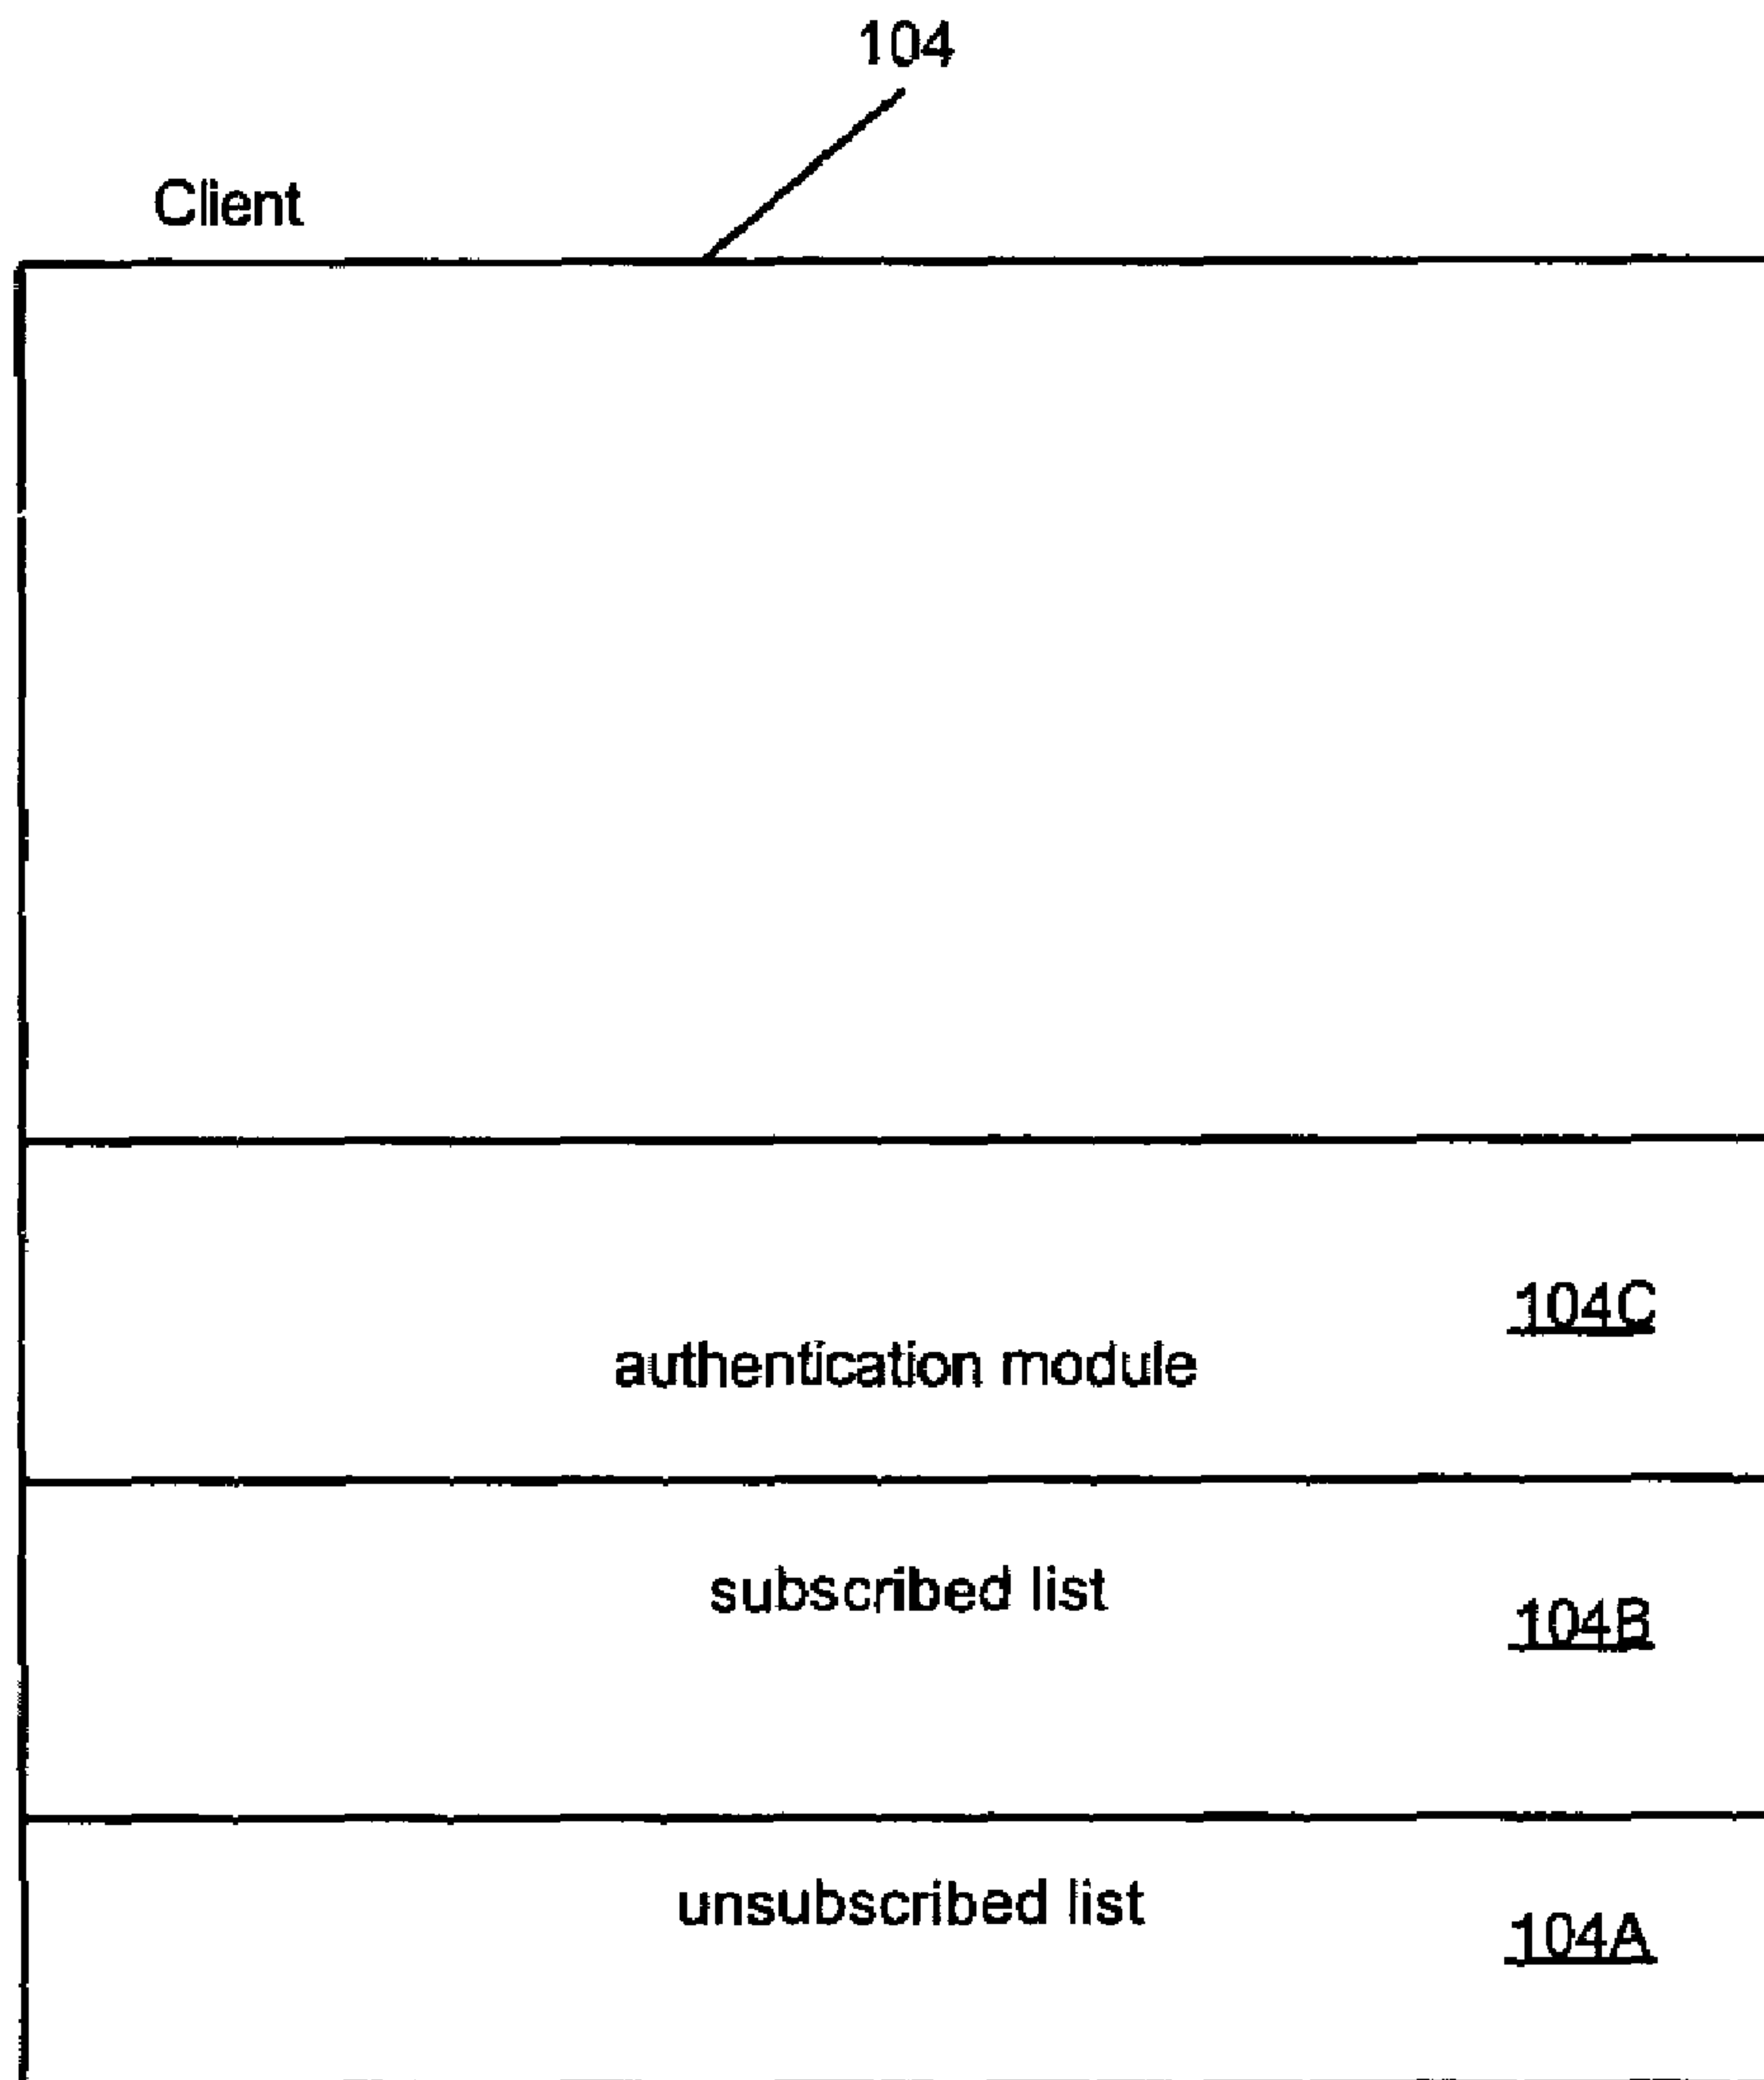 104
Client
104C
authentication module
subscribed list
104B
unsubscribed list
104A